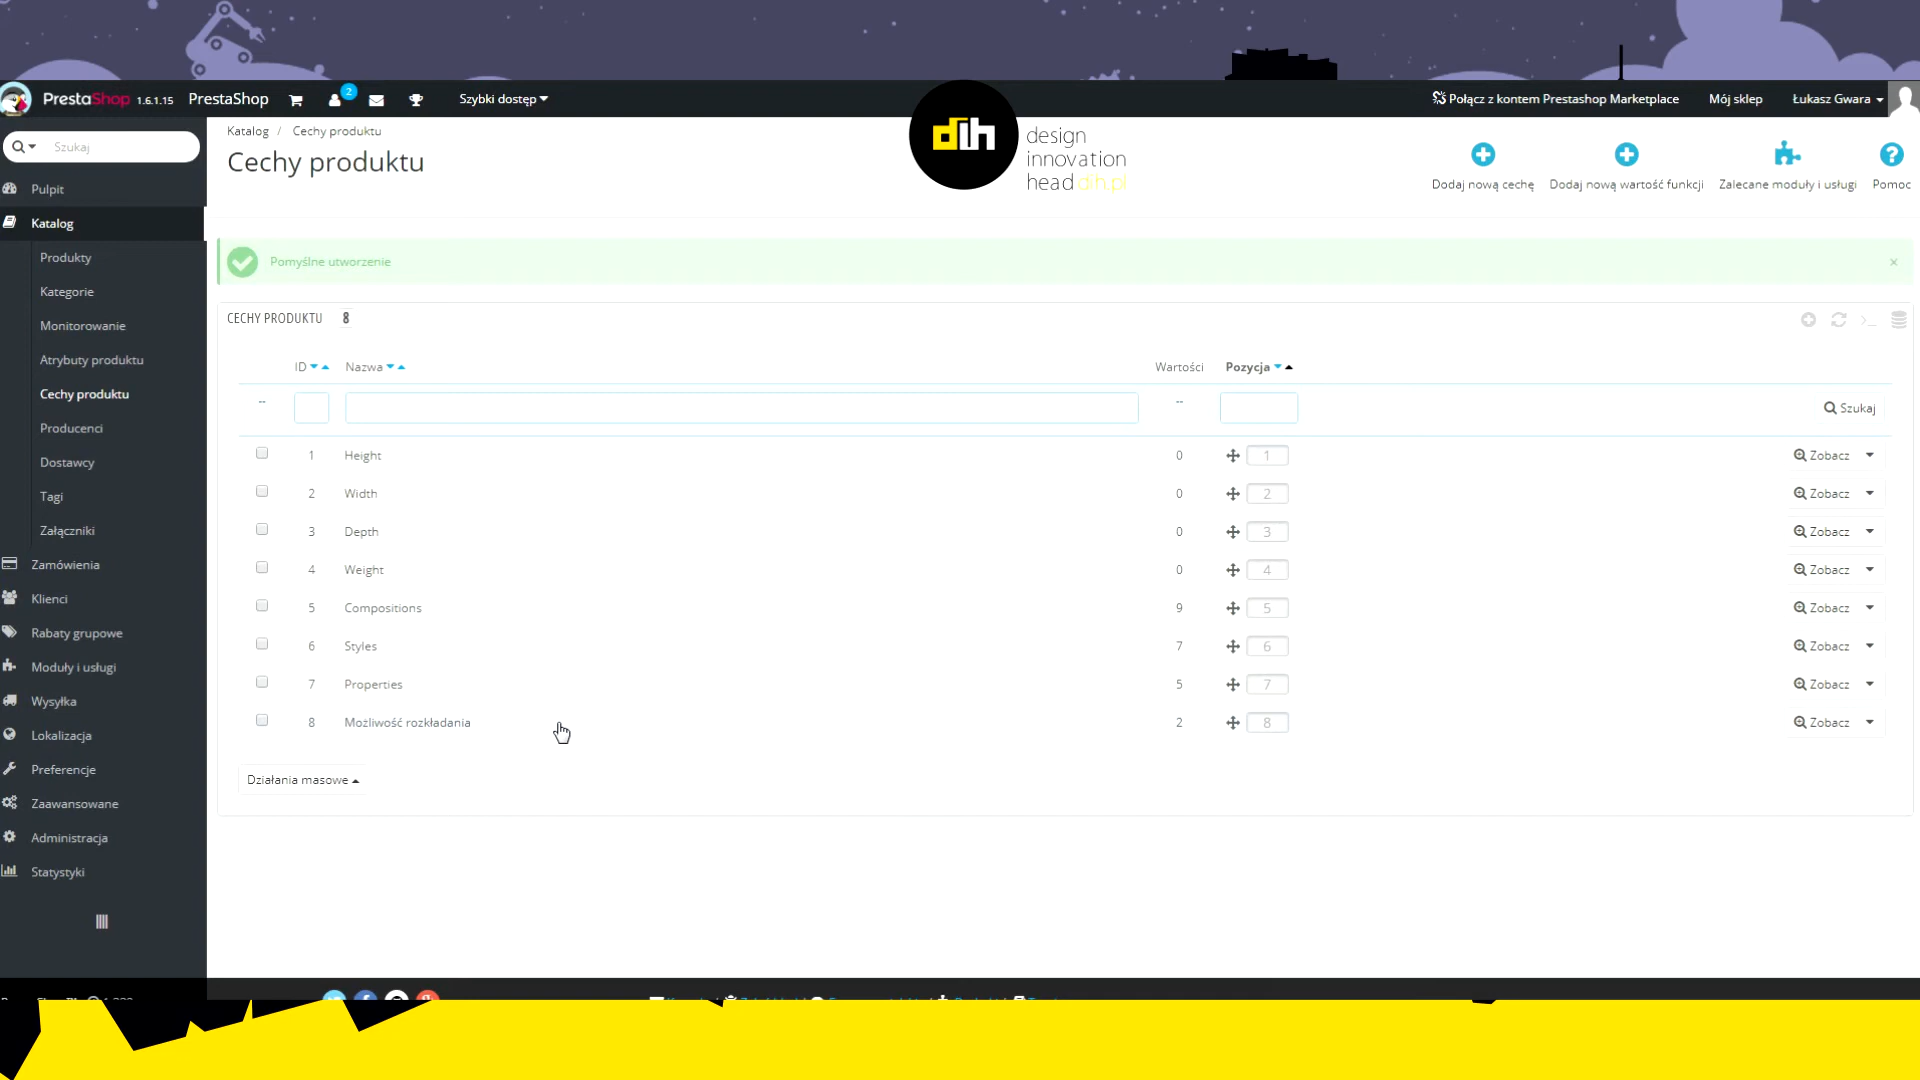 PrestaShop 1.6.1.15 PrestaShop 2 Szybki dostęp Połącz z kontem Prestashop Marketplace Mój sklep Łukasz Gwara
Szukaj
Pulpit
Katalog
Produkty
Kategorie
Monitorowanie
Atrybuty produktu
Cechy produktu
Producenci
Dostawcy
Tagi
Załączniki
Zamówienia
Klienci
Rabaty grupowe
Moduły i usługi
Wysyłka
Lokalizacja
Preferencje
Zaawansowane
Administracja
Statystyki
Katalog / Cechy produktu
Cechy produktu
dih
design
innovation
head dih.pl
Dodaj nową cechę Dodaj nową wartość funkcji Zalecane moduły i usługi Pomoc
Pomyślne utworzenie ×
CECHY PRODUKTU 8
ID Nazwa Wartości Pozycja
-- -- Szukaj
1 Height 0 1 Zobacz
2 Width 0 2 Zobacz
3 Depth 0 3 Zobacz
4 Weight 0 4 Zobacz
5 Compositions 9 5 Zobacz
6 Styles 7 6 Zobacz
7 Properties 5 7 Zobacz
8 Możliwość rozkładania 2 8 Zobacz
Działania masowe